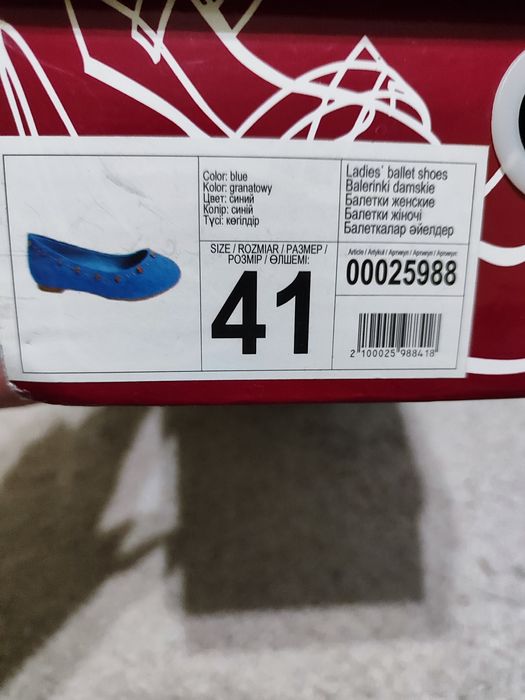 Color: blue
Kolor: granatowy
Цвет: синий
Колір: синій
Түсі: көгілдір
Ladies' ballet shoes
Balerinki damskie
Балетки женские
Балетки жіночі
Балеткалар әйелдер
SIZE / ROZMIAR / РАЗМЕР /
РОЗМІР / ӨЛШЕМІ:
41
Article / Artykuł / Артикул / Артикул / Артикул:
00025988
2 100025 988418